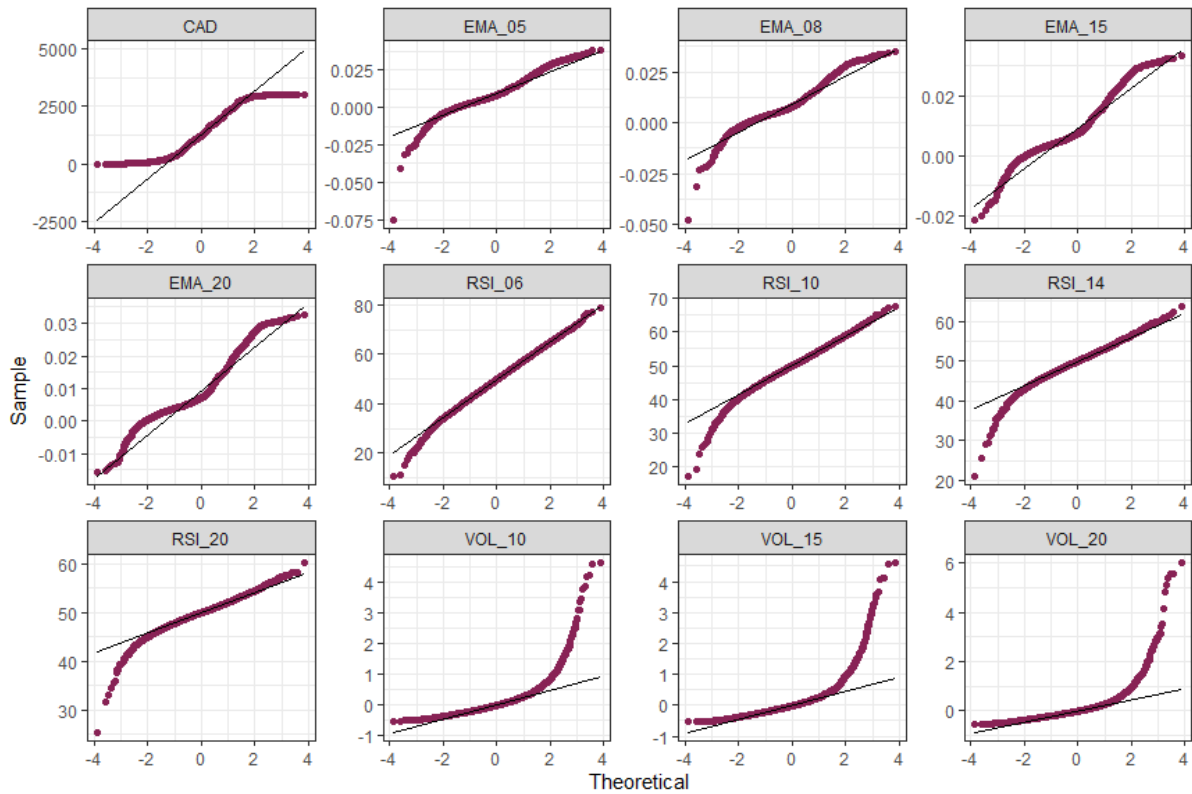 CAD EMA_05 EMA_08 EMA_15
5000 2500 0 -2500
0.025 0.000 -0.025 -0.050 -0.075
0.025 0.000 -0.025 -0.050
0.02 0.00 -0.02
-4 -2 0 2 4 -4 -2 0 2 4 -4 -2 0 2 4 -4 -2 0 2 4
EMA_20 RSI_06 RSI_10 RSI_14
0.03 0.02 0.01 0.00 -0.01
80 60 40 20
70 60 50 40 30 20
60 50 40 30 20
-4 -2 0 2 4 -4 -2 0 2 4 -4 -2 0 2 4 -4 -2 0 2 4
Sample
RSI_20 VOL_10 VOL_15 VOL_20
60 50 40 30
4 3 2 1 0 -1
4 3 2 1 0 -1
6 4 2 0
-4 -2 0 2 4 -4 -2 0 2 4 -4 -2 0 2 4 -4 -2 0 2 4
Theoretical